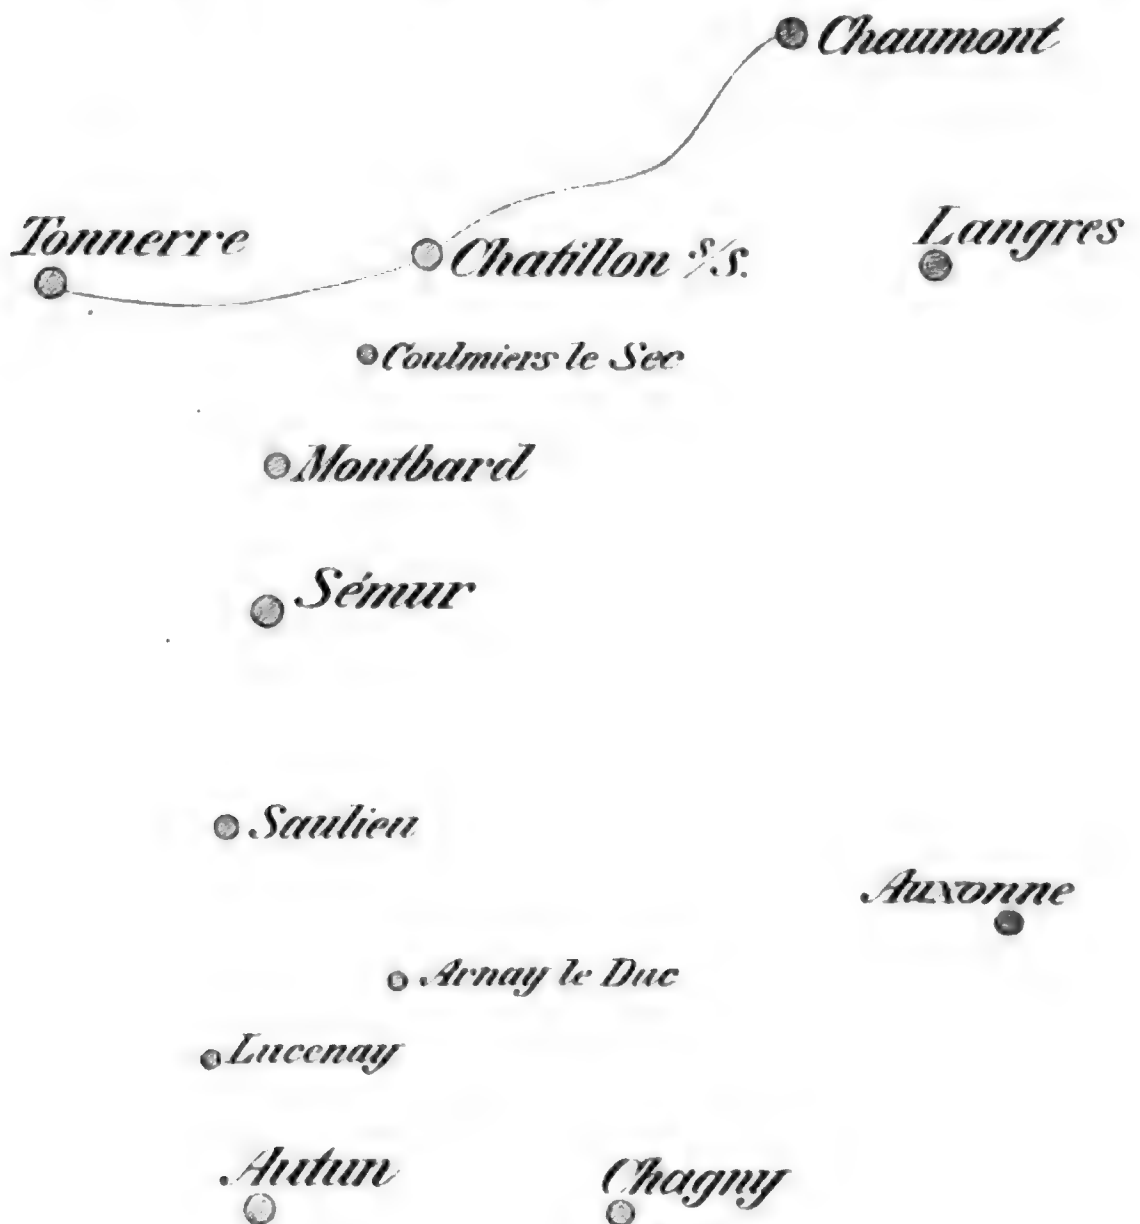 Chaumont
Tonnerre
Langres
Chatillon s/s.
Coulmiers le Sec
Montbard
Sémur
Saulieu
Auxonne
Arnay le Duc
Lucenay
Autun
Chagny